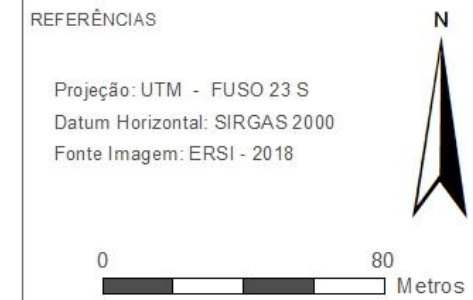 REFERÊNCIAS
N
Projeção: UTM - FUSO 23 S
Datum Horizontal: SIRGAS 2000
Fonte Imagem: ERSI - 2018
0 80
Metros